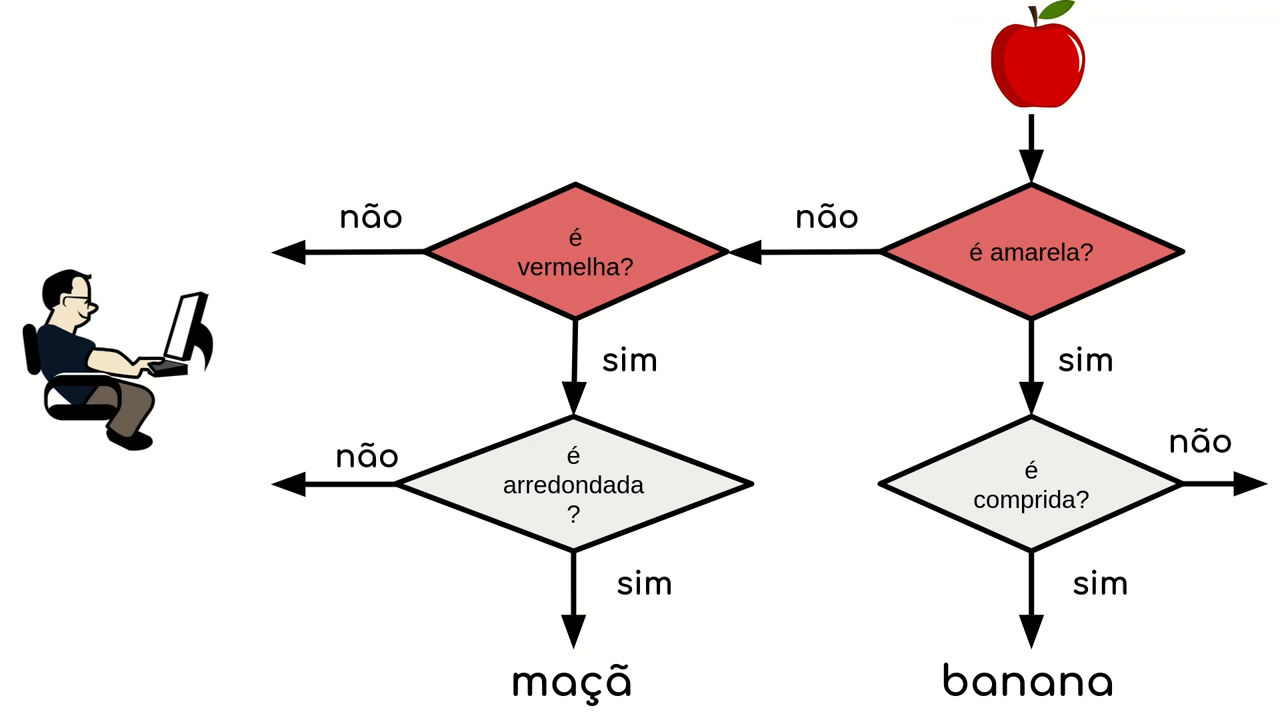 não
não
é
vermelha?
é amarela?
sim
sim
não
não
é
arredondada
?
é
comprida?
sim
sim
maçã
banana